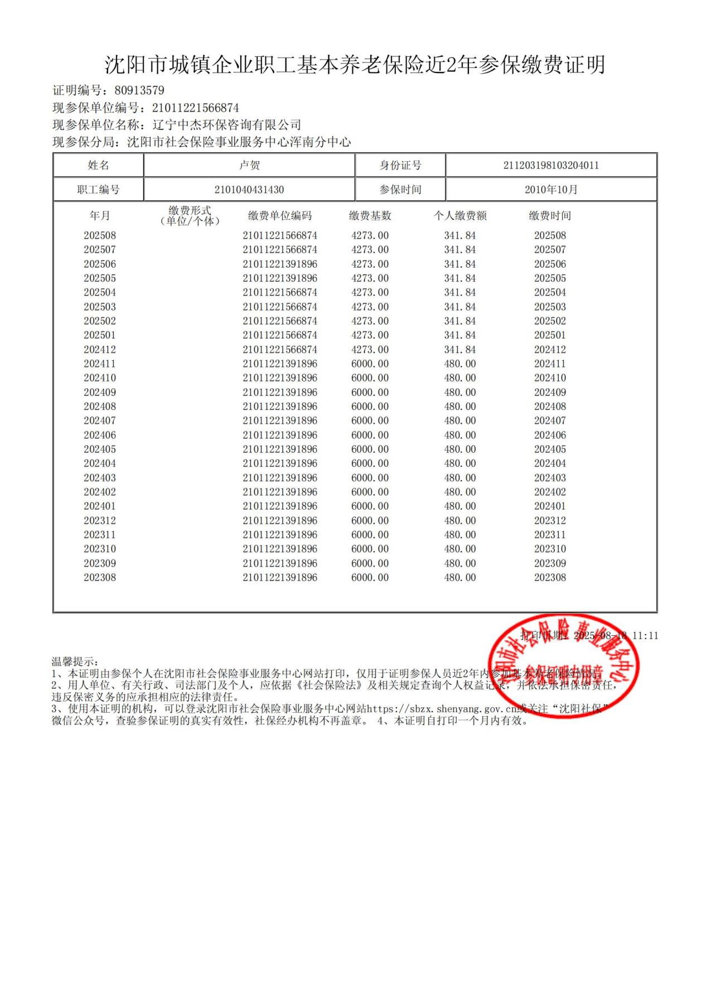 沈阳市城镇企业职工基本养老保险近2年参保缴费证明
证明编号：80913579
现参保单位编号：21011221566874
现参保单位名称：辽宁中杰环保咨询有限公司
现参保分局：沈阳市社会保险事业服务中心浑南分中心
姓名 卢贺 身份证号 211203198103204011
职工编号 2101040431430 参保时间 2010年10月
年月 缴费形式（单位/个体） 缴费单位编码 缴费基数 个人缴费额 缴费时间
202508 21011221566874 4273.00 341.84 202508
202507 21011221566874 4273.00 341.84 202507
202506 21011221391896 4273.00 341.84 202506
202505 21011221391896 4273.00 341.84 202505
202504 21011221566874 4273.00 341.84 202504
202503 21011221566874 4273.00 341.84 202503
202502 21011221566874 4273.00 341.84 202502
202501 21011221566874 4273.00 341.84 202501
202412 21011221566874 4273.00 341.84 202412
202411 21011221391896 6000.00 480.00 202411
202410 21011221391896 6000.00 480.00 202410
202409 21011221391896 6000.00 480.00 202409
202408 21011221391896 6000.00 480.00 202408
202407 21011221391896 6000.00 480.00 202407
202406 21011221391896 6000.00 480.00 202406
202405 21011221391896 6000.00 480.00 202405
202404 21011221391896 6000.00 480.00 202404
202403 21011221391896 6000.00 480.00 202403
202402 21011221391896 6000.00 480.00 202402
202401 21011221391896 6000.00 480.00 202401
202312 21011221391896 6000.00 480.00 202312
202311 21011221391896 6000.00 480.00 202311
202310 21011221391896 6000.00 480.00 202310
202309 21011221391896 6000.00 480.00 202309
202308 21011221391896 6000.00 480.00 202308
打印日期：2025-08-18 11:11
沈阳市社会保险事业服务中心
参保证明专用章
温馨提示：
1、本证明由参保个人在沈阳市社会保险事业服务中心网站打印，仅用于证明参保人员近2年内参加基本养老保险情况。
2、用人单位、有关行政、司法部门及个人，应依据《社会保险法》及相关规定查询个人权益记录，并依法承担保密责任，
违反保密义务的应承担相应的法律责任。
3、使用本证明的机构，可以登录沈阳市社会保险事业服务中心网站https://sbzx.shenyang.gov.cn或关注“沈阳社保”
微信公众号，查验参保证明的真实有效性，社保经办机构不再盖章。 4、本证明自打印一个月内有效。